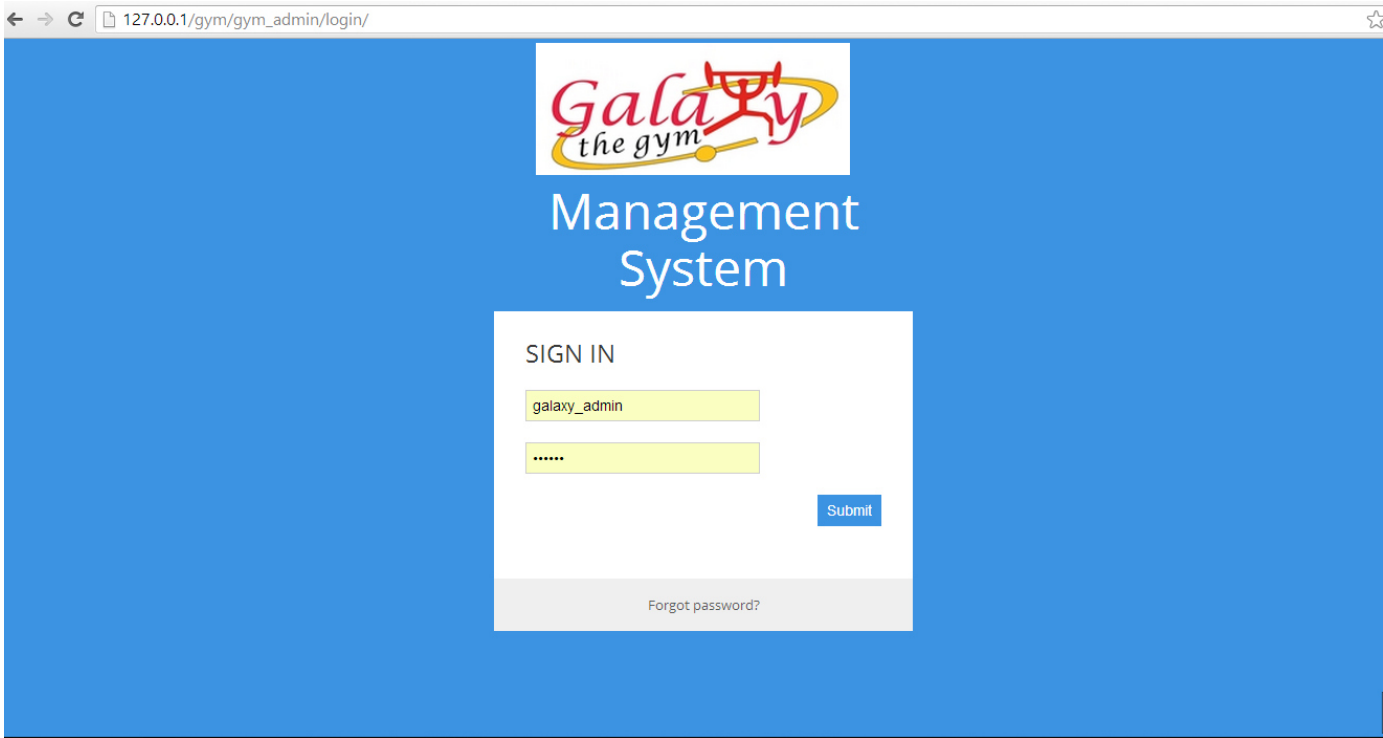 127.0.0.1/gym/gym_admin/login/
Galaxy
the gym
Management
System
SIGN IN
galaxy_admin
••••••
Submit
Forgot password?